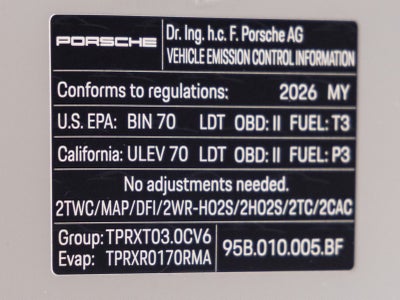 PORSCHE
Dr. Ing. h.c. F. Porsche AG
VEHICLE EMISSION CONTROL INFORMATION
Conforms to regulations: 2026 MY
U.S. EPA: BIN 70 LDT OBD: II FUEL: T3
California: ULEV 70 LDT OBD: II FUEL: P3
No adjustments needed.
2TWC/MAP/DFI/2WR-HO2S/2HO2S/2TC/2CAC
Group: TPRXT03.0CV6
Evap: TPRXR0170RMA
95B.010.005.BF